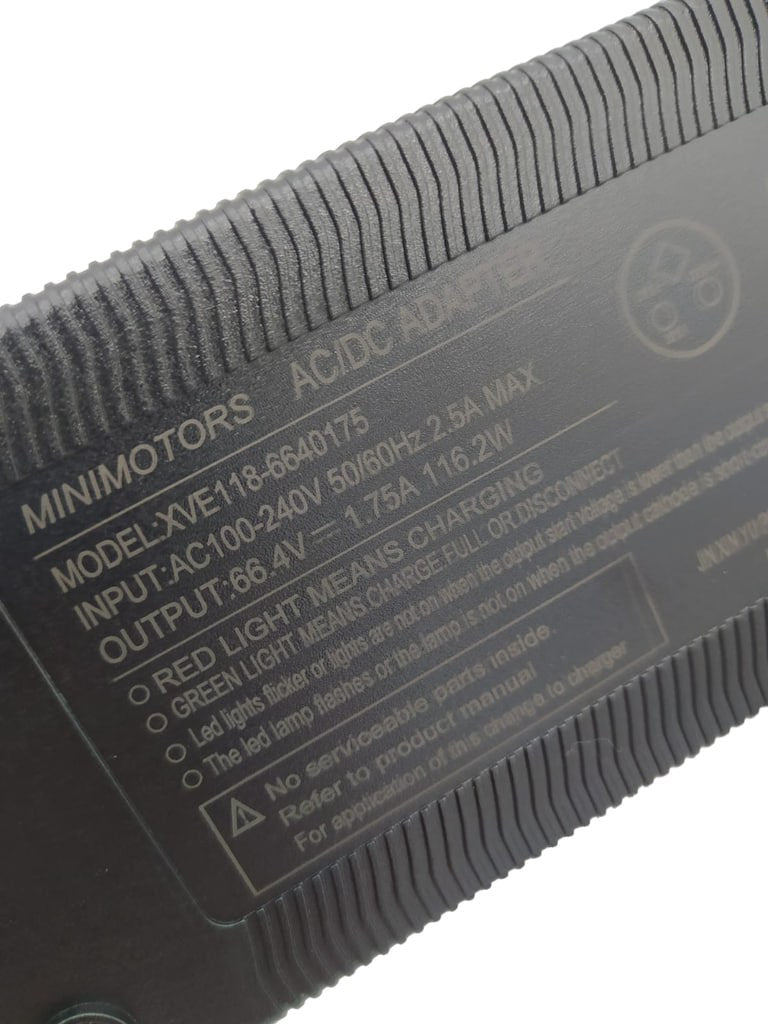 MINIMOTORS AC/DC ADAPTER
MODEL:XVE118-6640175
INPUT:AC100-240V 50/60Hz 2.5A MAX
OUTPUT:66.4V ⎓ 1.75A 116.2W
RED LIGHT MEANS CHARGING
GREEN LIGHT MEANS CHARGE FULL OR DISCONNECT
Led lights flicker or lights are not on when the output start voltage is lower than the output
The led lamp flashes or the lamp is not on when the output cathode is
No serviceable parts inside
Refer to product manual
For application of this change to charger
JIN XIN YU